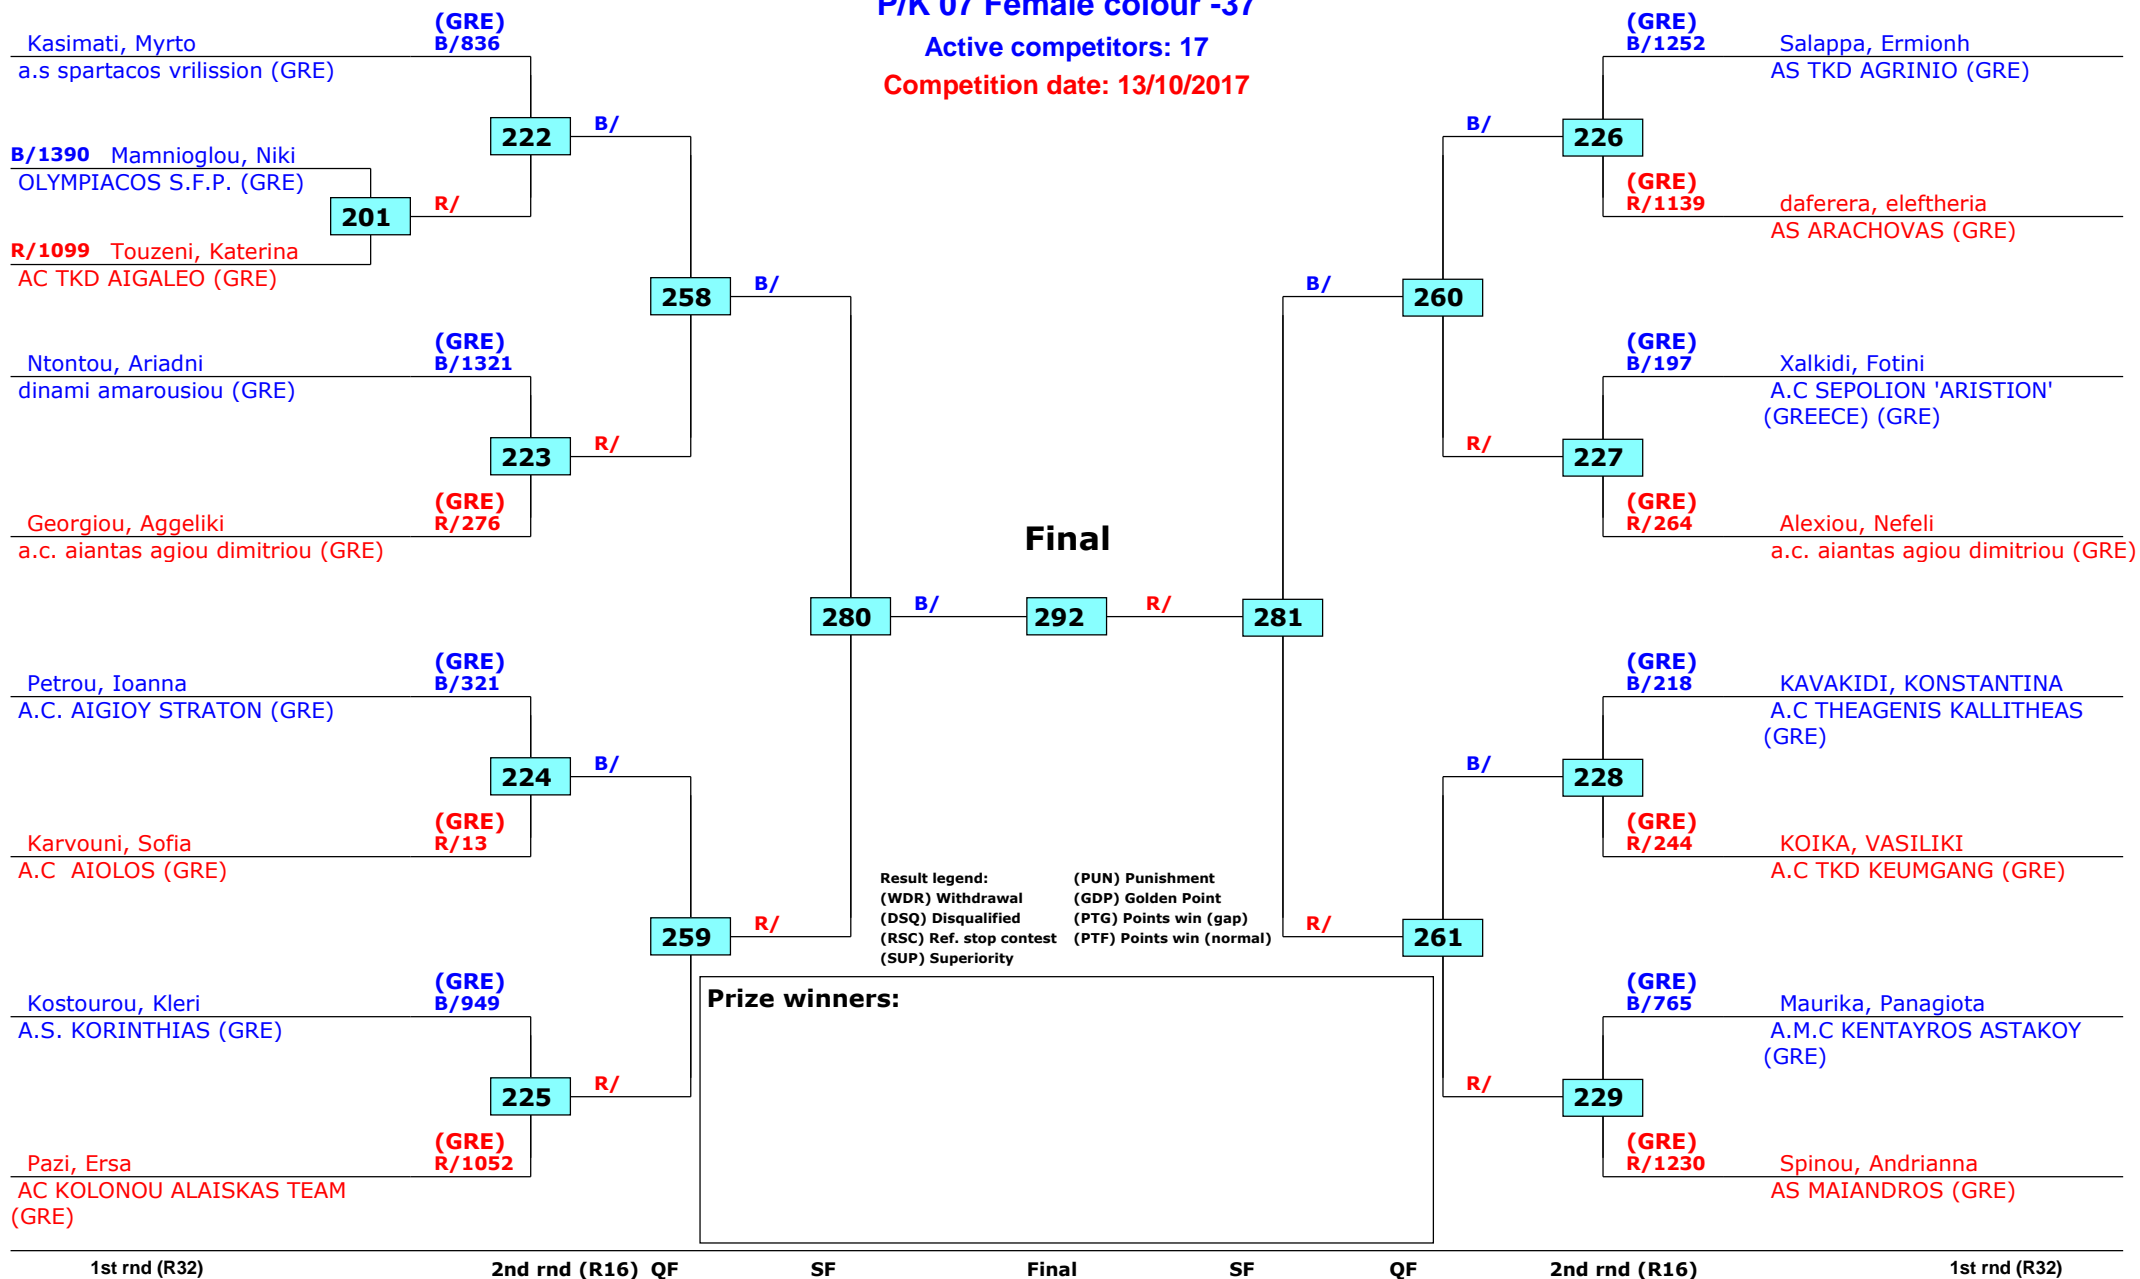 P/K 07 Female colour -37
Active competitors: 17
Competition date: 13/10/2017
Kasimati, Myrto
(GRE)
B/836
a.s spartacos vrilission (GRE)
222
B/
B/1390 Mamnioglou, Niki
OLYMPIACOS S.F.P. (GRE)
201
R/
R/1099 Touzeni, Katerina
AC TKD AIGALEO (GRE)
258
B/
Ntontou, Ariadni
(GRE)
B/1321
dinami amarousiou (GRE)
223
R/
Georgiou, Aggeliki
(GRE)
R/276
a.c. aiantas agiou dimitriou (GRE)
280
B/
Petrou, Ioanna
(GRE)
B/321
A.C. AIGIOY STRATON (GRE)
224
B/
Karvouni, Sofia
(GRE)
R/13
A.C  AIOLOS (GRE)
259
R/
Kostourou, Kleri
(GRE)
B/949
A.S. KORINTHIAS (GRE)
225
R/
Pazi, Ersa
(GRE)
R/1052
AC KOLONOU ALAISKAS TEAM
(GRE)
Final
292
R/
281
(GRE)
B/1252
Salappa, Ermionh
AS TKD AGRINIO (GRE)
B/
226
(GRE)
R/1139
daferera, eleftheria
AS ARACHOVAS (GRE)
B/
260
(GRE)
B/197
Xalkidi, Fotini
A.C SEPOLION 'ARISTION'
(GREECE) (GRE)
R/
227
(GRE)
R/264
Alexiou, Nefeli
a.c. aiantas agiou dimitriou (GRE)
(GRE)
B/218
KAVAKIDI, KONSTANTINA
A.C THEAGENIS KALLITHEAS
(GRE)
B/
228
(GRE)
R/244
KOIKA, VASILIKI
A.C TKD KEUMGANG (GRE)
R/
261
(GRE)
B/765
Maurika, Panagiota
A.M.C KENTAYROS ASTAKOY
(GRE)
R/
229
(GRE)
R/1230
Spinou, Andrianna
AS MAIANDROS (GRE)
Result legend:
(WDR) Withdrawal
(DSQ) Disqualified
(RSC) Ref. stop contest
(SUP) Superiority
(PUN) Punishment
(GDP) Golden Point
(PTG) Points win (gap)
(PTF) Points win (normal)
Prize winners:
1st rnd (R32) 2nd rnd (R16) QF SF Final SF QF 2nd rnd (R16) 1st rnd (R32)